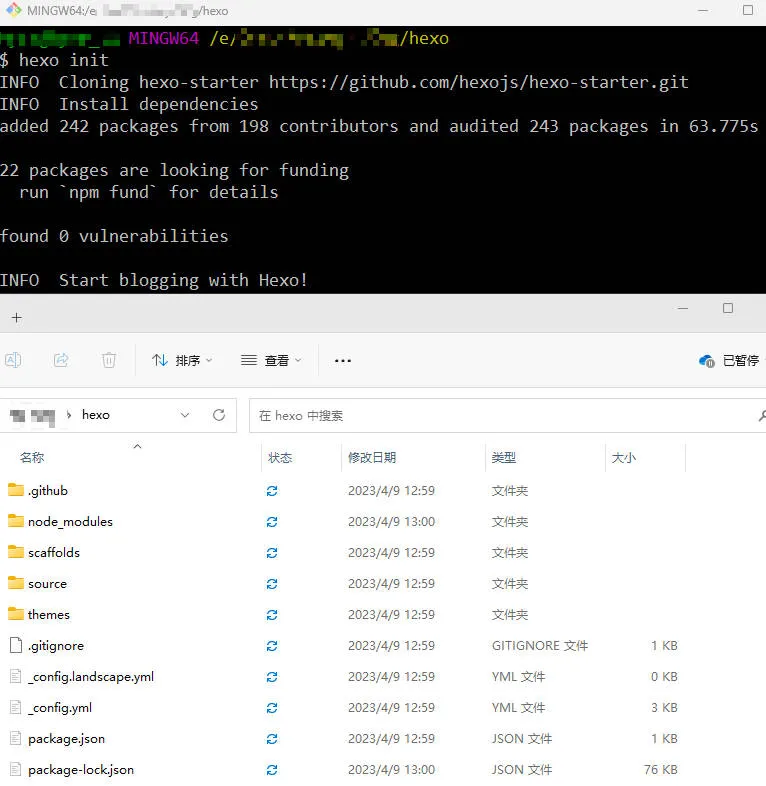 MINGW64:/e/ /hexo
MINGW64 /e/ /hexo
$ hexo init
INFO  Cloning hexo-starter https://github.com/hexojs/hexo-starter.git
INFO  Install dependencies
added 242 packages from 198 contributors and audited 243 packages in 63.775s
22 packages are looking for funding
  run `npm fund` for details
found 0 vulnerabilities
INFO  Start blogging with Hexo!
排序 查看 ··· 已暂停
hexo 在 hexo 中搜索
名称 状态 修改日期 类型 大小
.github 2023/4/9 12:59 文件夹
node_modules 2023/4/9 13:00 文件夹
scaffolds 2023/4/9 12:59 文件夹
source 2023/4/9 12:59 文件夹
themes 2023/4/9 12:59 文件夹
.gitignore 2023/4/9 12:59 GITIGNORE 文件 1 KB
_config.landscape.yml 2023/4/9 12:59 YML 文件 0 KB
_config.yml 2023/4/9 12:59 YML 文件 3 KB
package.json 2023/4/9 12:59 JSON 文件 1 KB
package-lock.json 2023/4/9 13:00 JSON 文件 76 KB